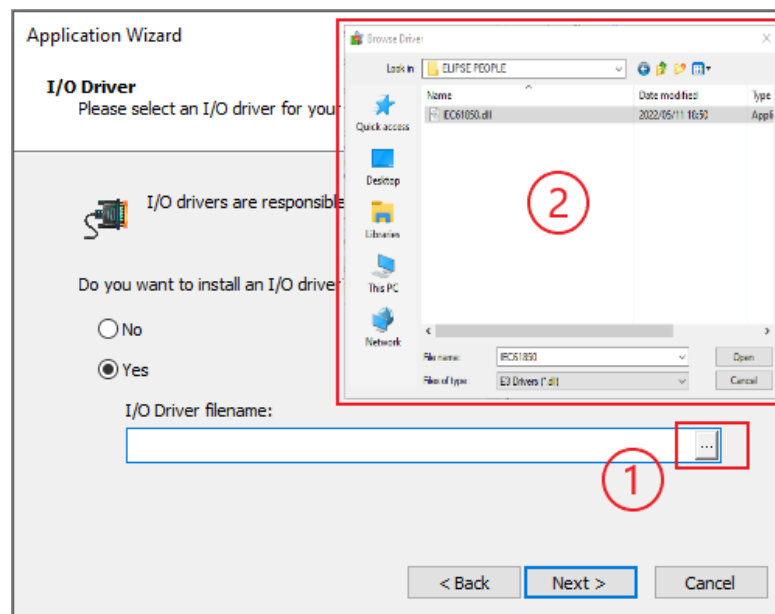 Application Wizard
I/O Driver
Please select an I/O driver for your
I/O drivers are responsible
Do you want to install an I/O driver
No
Yes
I/O Driver filename:
...
1
< Back
Next >
Cancel
Browse Driver
Look in
ELIPSE PEOPLE
Name
Date modified
Type
IEC61850.dll
2022/05/11 10:50
Appli
Quick access
Desktop
Libraries
This PC
Network
2
File name:
IEC61850
Open
Files of type:
E3 Drivers (*.dll)
Cancel